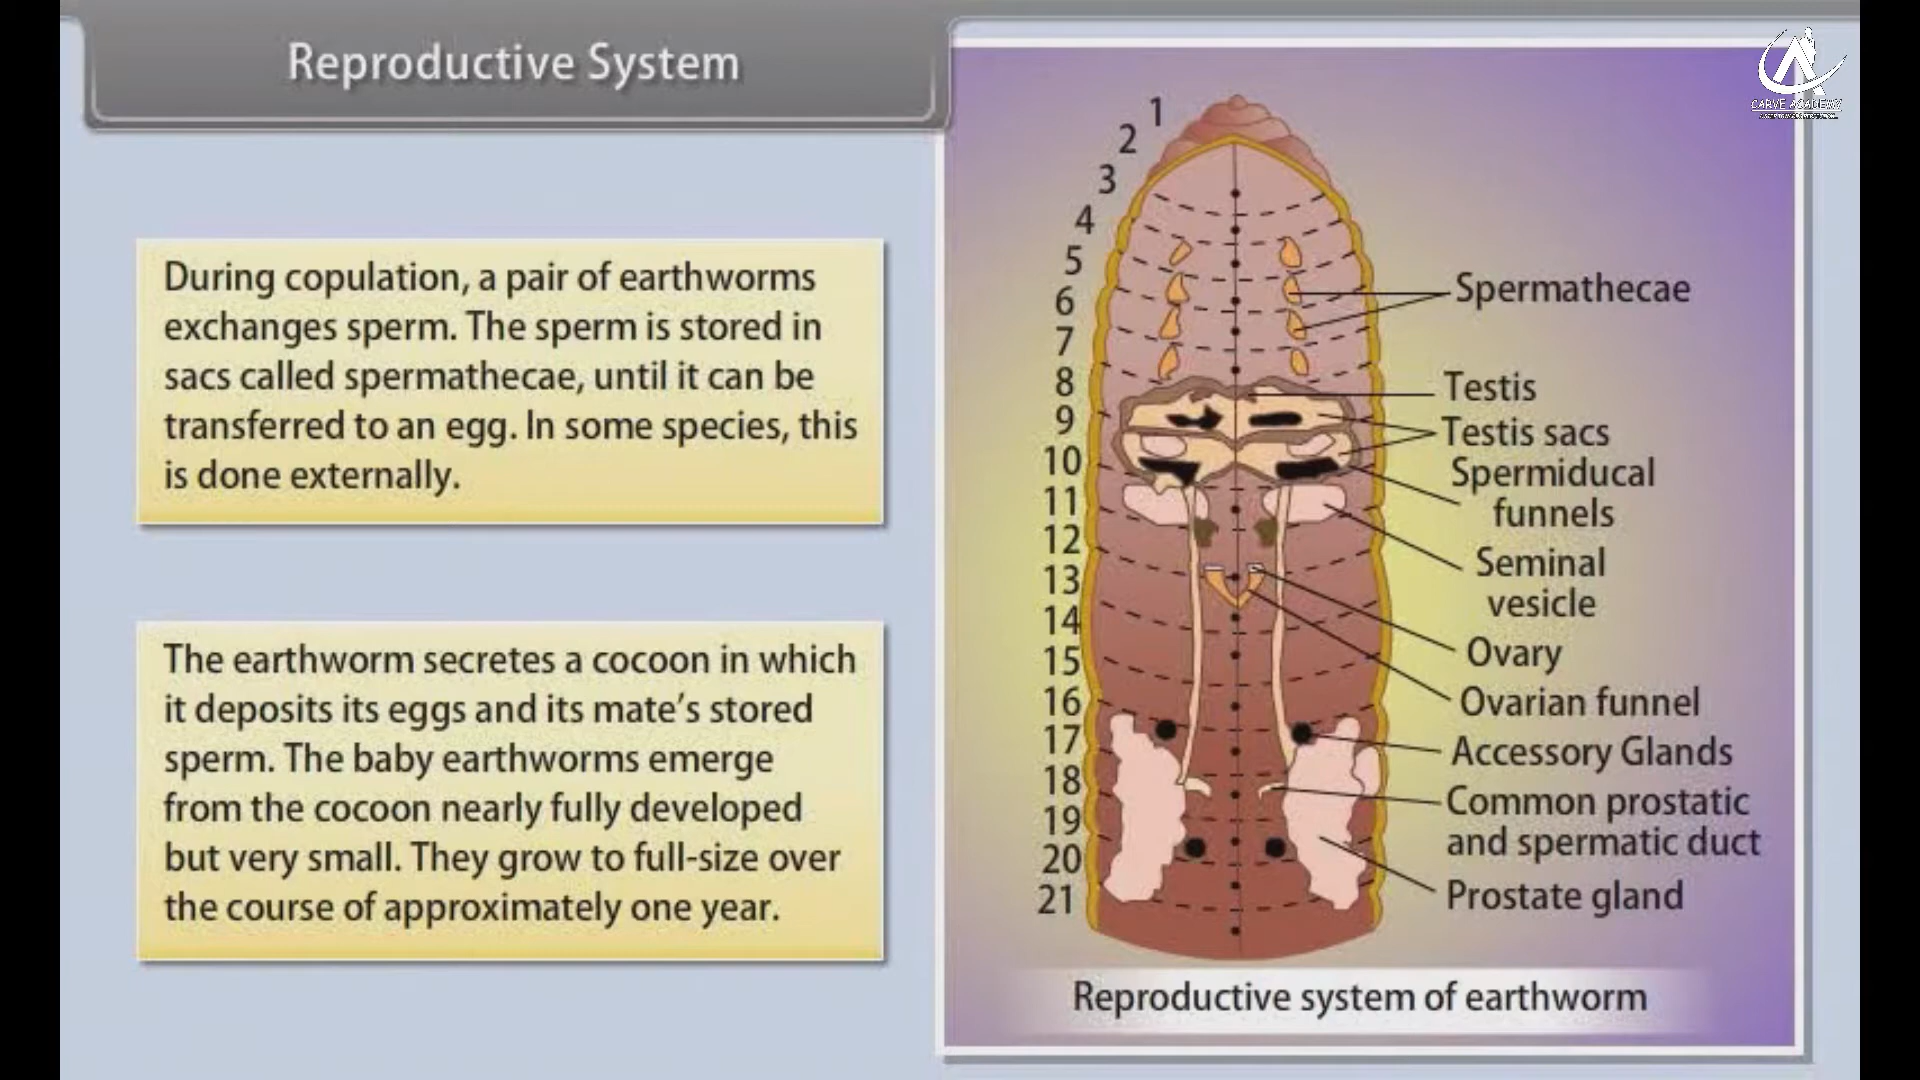 Reproductive System
During copulation, a pair of earthworms
exchanges sperm. The sperm is stored in
sacs called spermathecae, until it can be
transferred to an egg. In some species, this
is done externally.
The earthworm secretes a cocoon in which
it deposits its eggs and its mate's stored
sperm. The baby earthworms emerge
from the cocoon nearly fully developed
but very small. They grow to full-size over
the course of approximately one year.
CARVE ACADEMY
1
2
3
4
5
6
7
8
9
10
11
12
13
14
15
16
17
18
19
20
21
Spermathecae
Testis
Testis sacs
Spermiducal
funnels
Seminal
vesicle
Ovary
Ovarian funnel
Accessory Glands
Common prostatic
and spermatic duct
Prostate gland
Reproductive system of earthworm